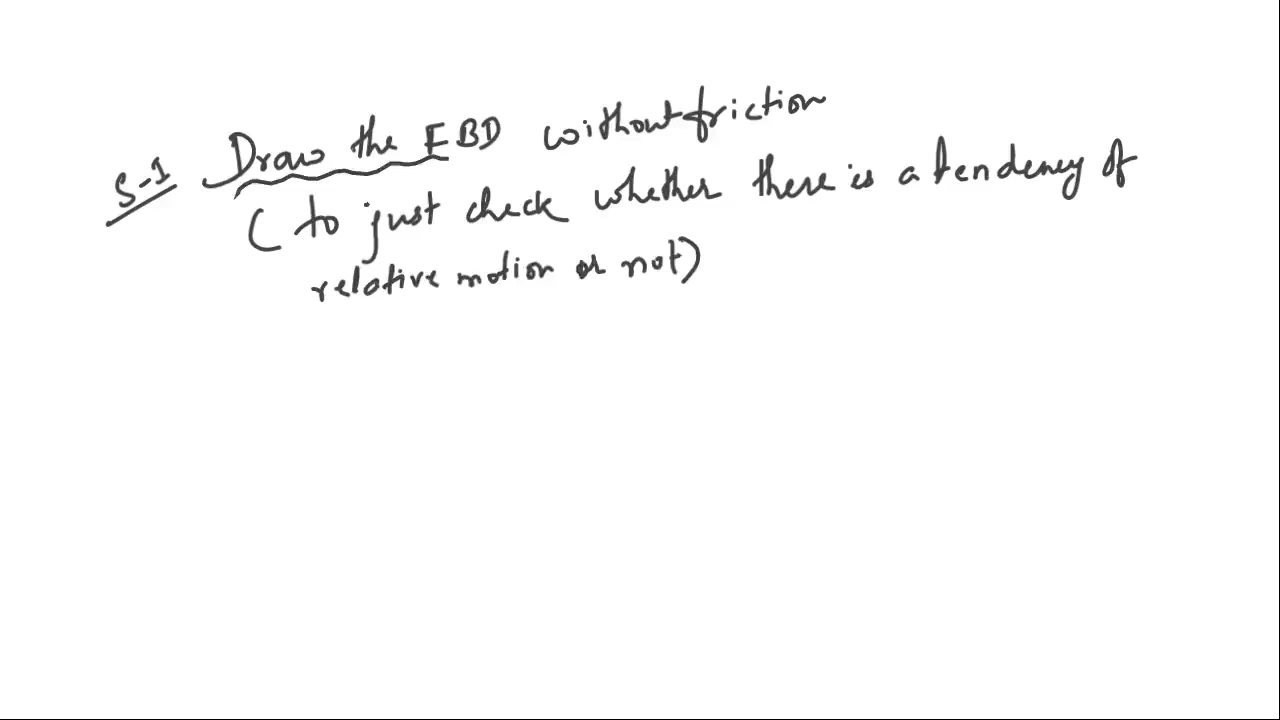 S-1 Draw the FBD without friction
( to just check whether there is a tendency of
relative motion or not)